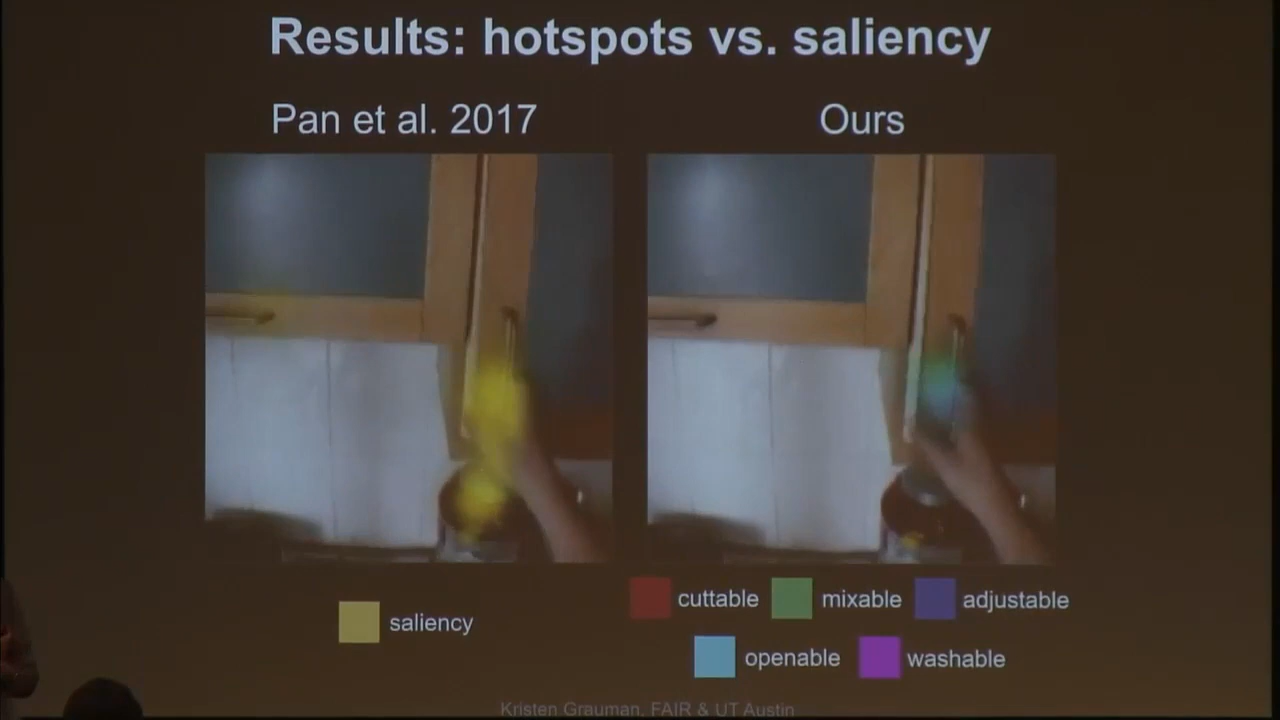 Results: hotspots vs. saliency
Pan et al. 2017
Ours
saliency
cuttable
mixable
adjustable
openable
washable
Kristen Grauman, FAIR & UT Austin